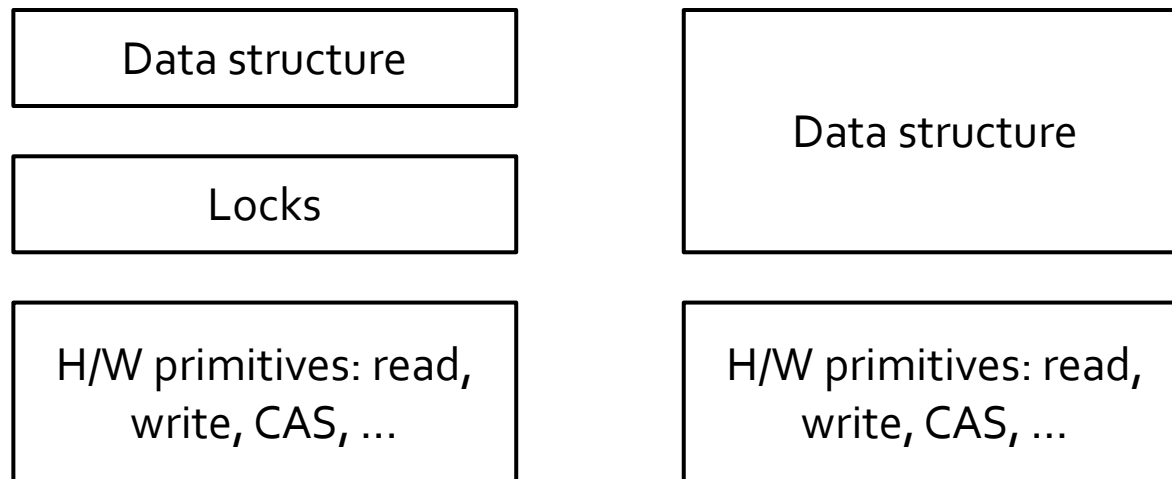 Data structure
Locks
H/W primitives: read,
write, CAS, ...
Data structure
H/W primitives: read,
write, CAS, ...